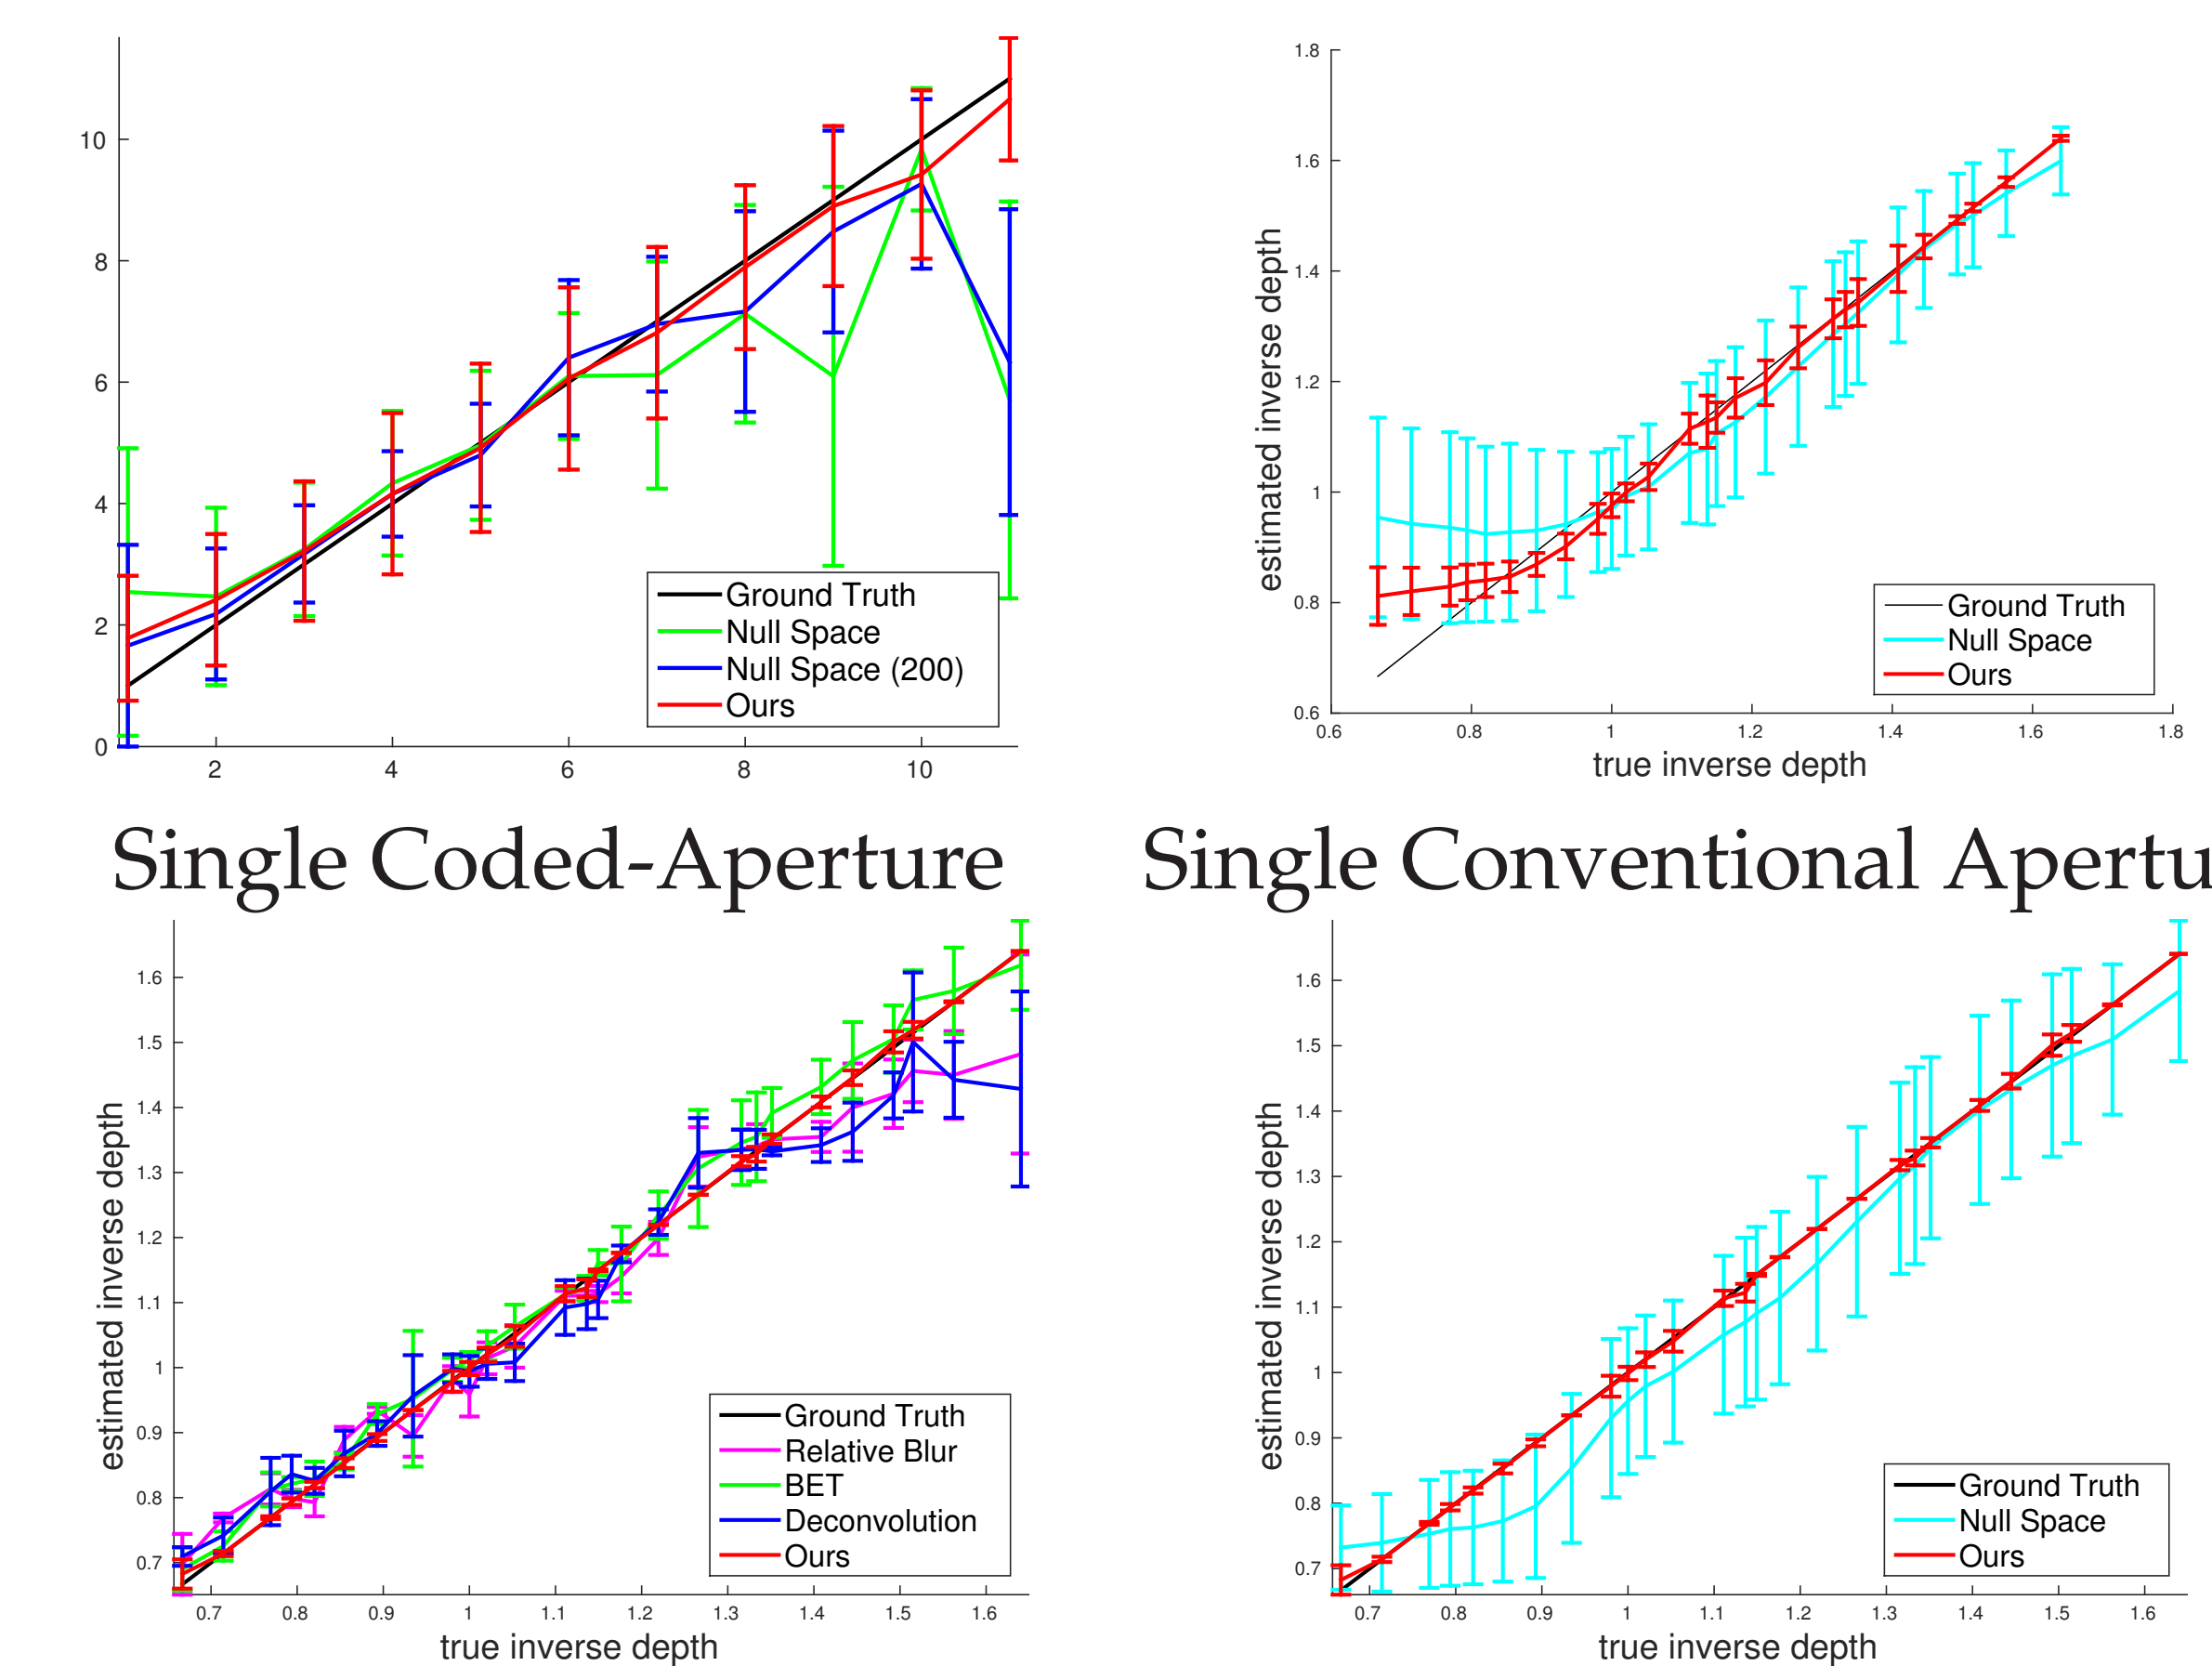 10
8
6
4
2
0
2 4 6 8 10
Ground Truth
Null Space
Null Space (200)
Ours
1.8
1.6
1.4
1.2
1
0.8
0.6
0.6 0.8 1 1.2 1.4 1.6 1.8
estimated inverse depth
true inverse depth
Ground Truth
Null Space
Ours
Single Coded-Aperture
Single Conventional Apertu
1.6
1.5
1.4
1.3
1.2
1.1
1
0.9
0.8
0.7
0.7 0.8 0.9 1 1.1 1.2 1.3 1.4 1.5 1.6
estimated inverse depth
true inverse depth
Ground Truth
Relative Blur
BET
Deconvolution
Ours
1.6
1.5
1.4
1.3
1.2
1.1
1
0.9
0.8
0.7
0.7 0.8 0.9 1 1.1 1.2 1.3 1.4 1.5 1.6
estimated inverse depth
true inverse depth
Ground Truth
Null Space
Ours